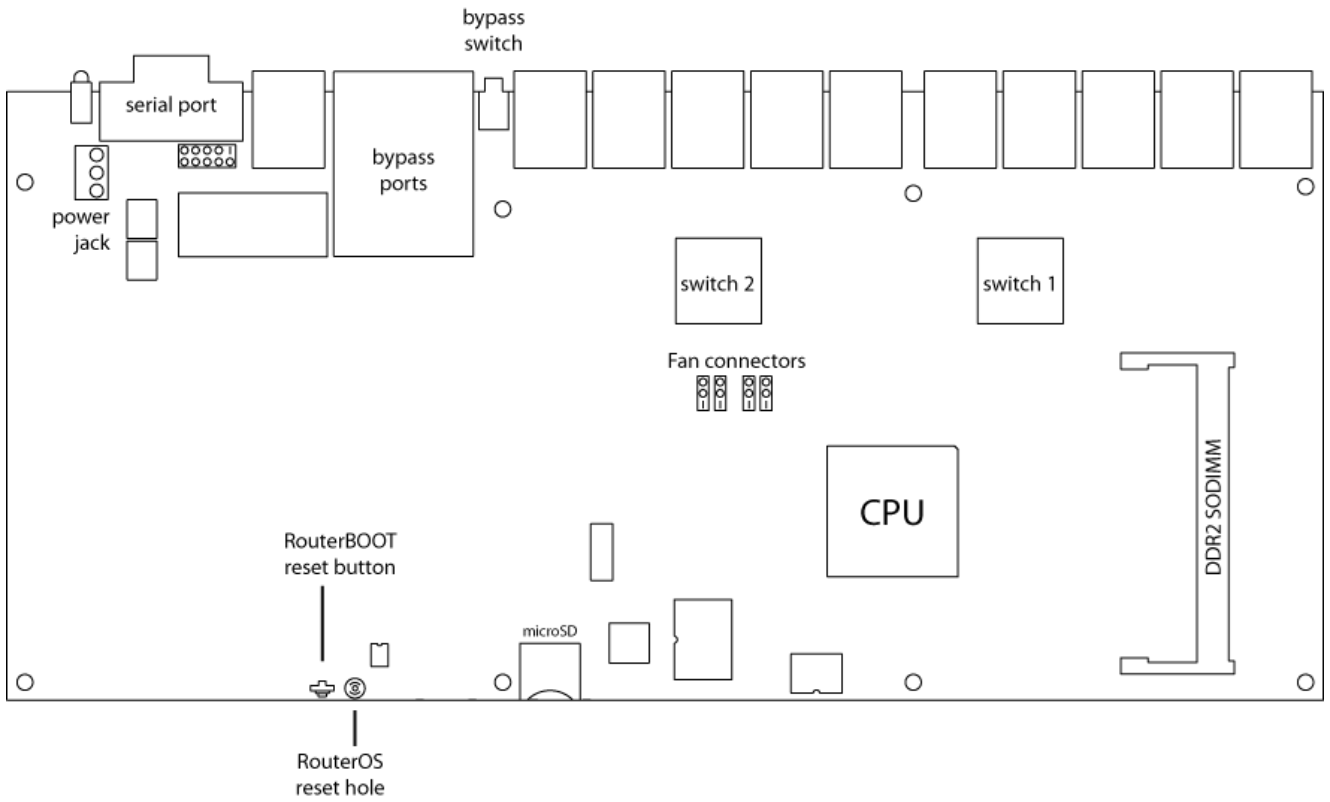 bypass
switch
serial port
bypass
ports
power
jack
switch 2
switch 1
Fan connectors
CPU
DDR2 SODIMM
RouterBOOT
reset button
microSD
RouterOS
reset hole